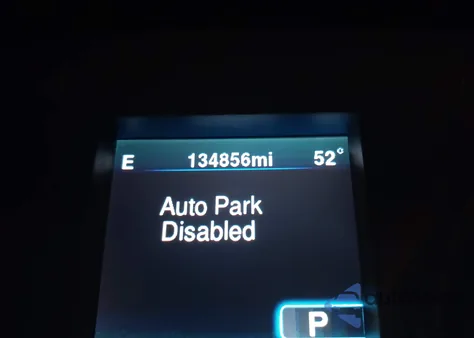 E 134856mi 52°
Auto Park
Disabled
P